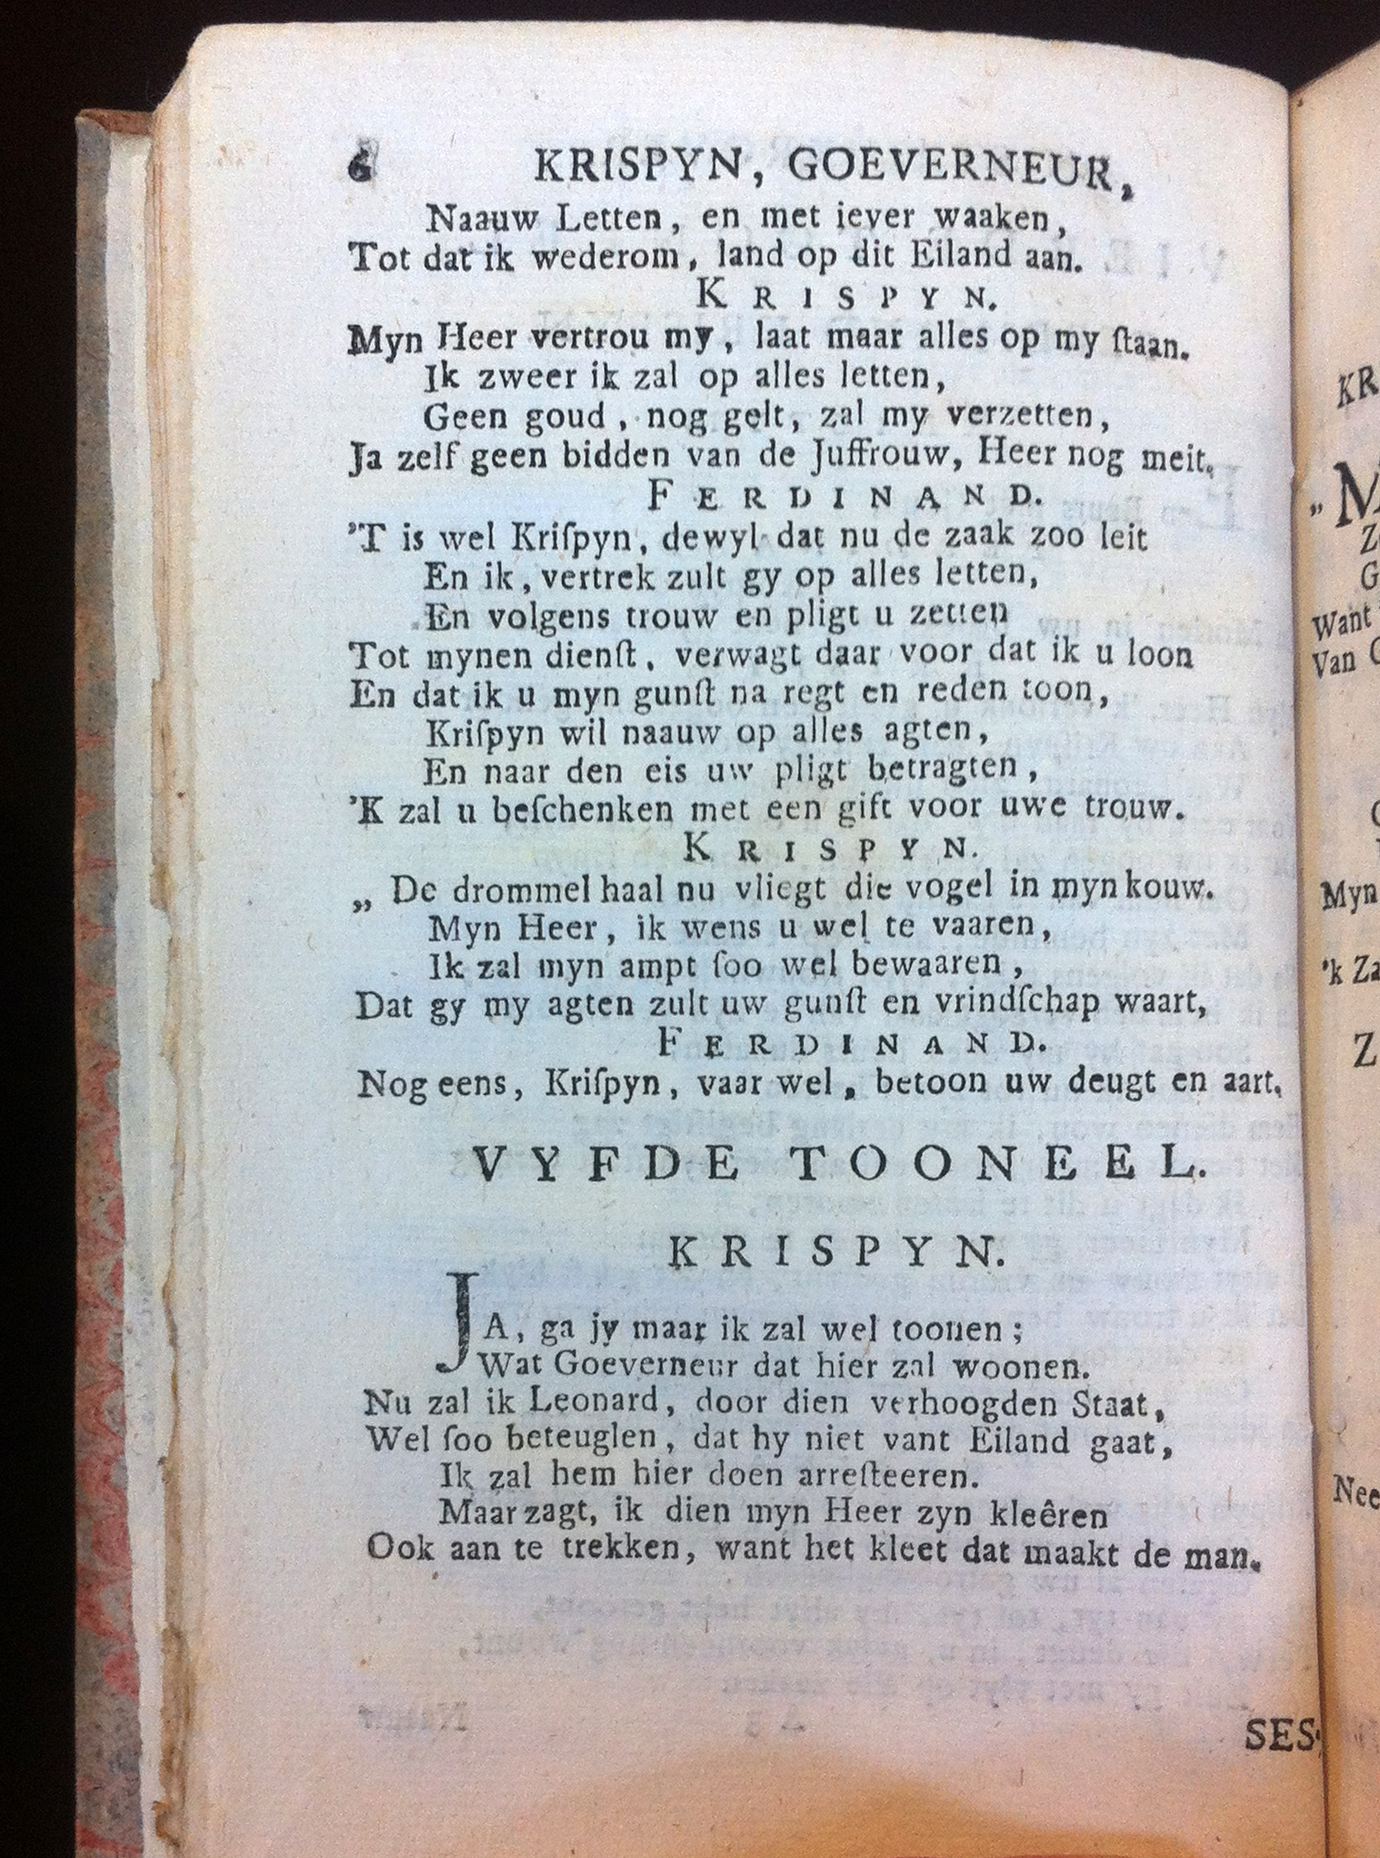 6 KRISPYN, GOEVERNEUR,
Naauw Letten, en met iever waaken,
Tot dat ik wederom, land op dit Eiland aan.
KRISPYN.
Myn Heer vertrou my, laat maar alles op my ſtaan.
Ik zweer ik zal op alles letten,
Geen goud, nog gelt, zal my verzetten,
Ja zelf geen bidden van de Juffrouw, Heer nog meit.
FERDINAND.
'T is wel Kriſpyn, dewyl dat nu de zaak zoo leit
En ik, vertrek zult gy op alles letten,
En volgens trouw en pligt u zetten
Tot mynen dienſt, verwagt daar voor dat ik u loon
En dat ik u myn gunſt na regt en reden toon,
Kriſpyn wil naauw op alles agten,
En naar den eis uw pligt betragten,
'K zal u beſchenken met een gift voor uwe trouw.
KRISPYN.
„ De drommel haal nu vliegt die vogel in myn kouw.
Myn Heer, ik wens u wel te vaaren,
Ik zal myn ampt ſoo wel bewaaren,
Dat gy my agten zult uw gunſt en vrindſchap waart,
FERDINAND.
Nog eens, Kriſpyn, vaar wel, betoon uw deugt en aart.
VYFDE TOONEEL.
KRISPYN.
JA, ga jy maar ik zal wel toonen;
Wat Goeverneur dat hier zal woonen.
Nu zal ik Leonard, door dien verhoogden Staat,
Wel ſoo beteuglen, dat hy niet vant Eiland gaat,
Ik zal hem hier doen arreſteeren.
Maar zagt, ik dien myn Heer zyn kleêren
Ook aan te trekken, want het kleet dat maakt de man.
SES-
KR
„M
Want
Van
Myn
'k Za
Z
Nee